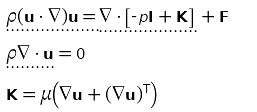 ρ(u · ∇)u = ∇ · [-pI + K] + F
ρ∇ · u = 0
K = μ(∇u + (∇u)ᵀ)